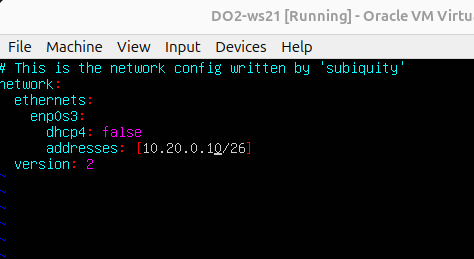 DO2-ws21 [Running] - Oracle VM Virtu
File Machine View Input Devices Help
# This is the network config written by 'subiquity'
network:
  ethernets:
    enp0s3:
      dhcp4: false
      addresses: [10.20.0.10/26]
  version: 2
~
~
~
~
~